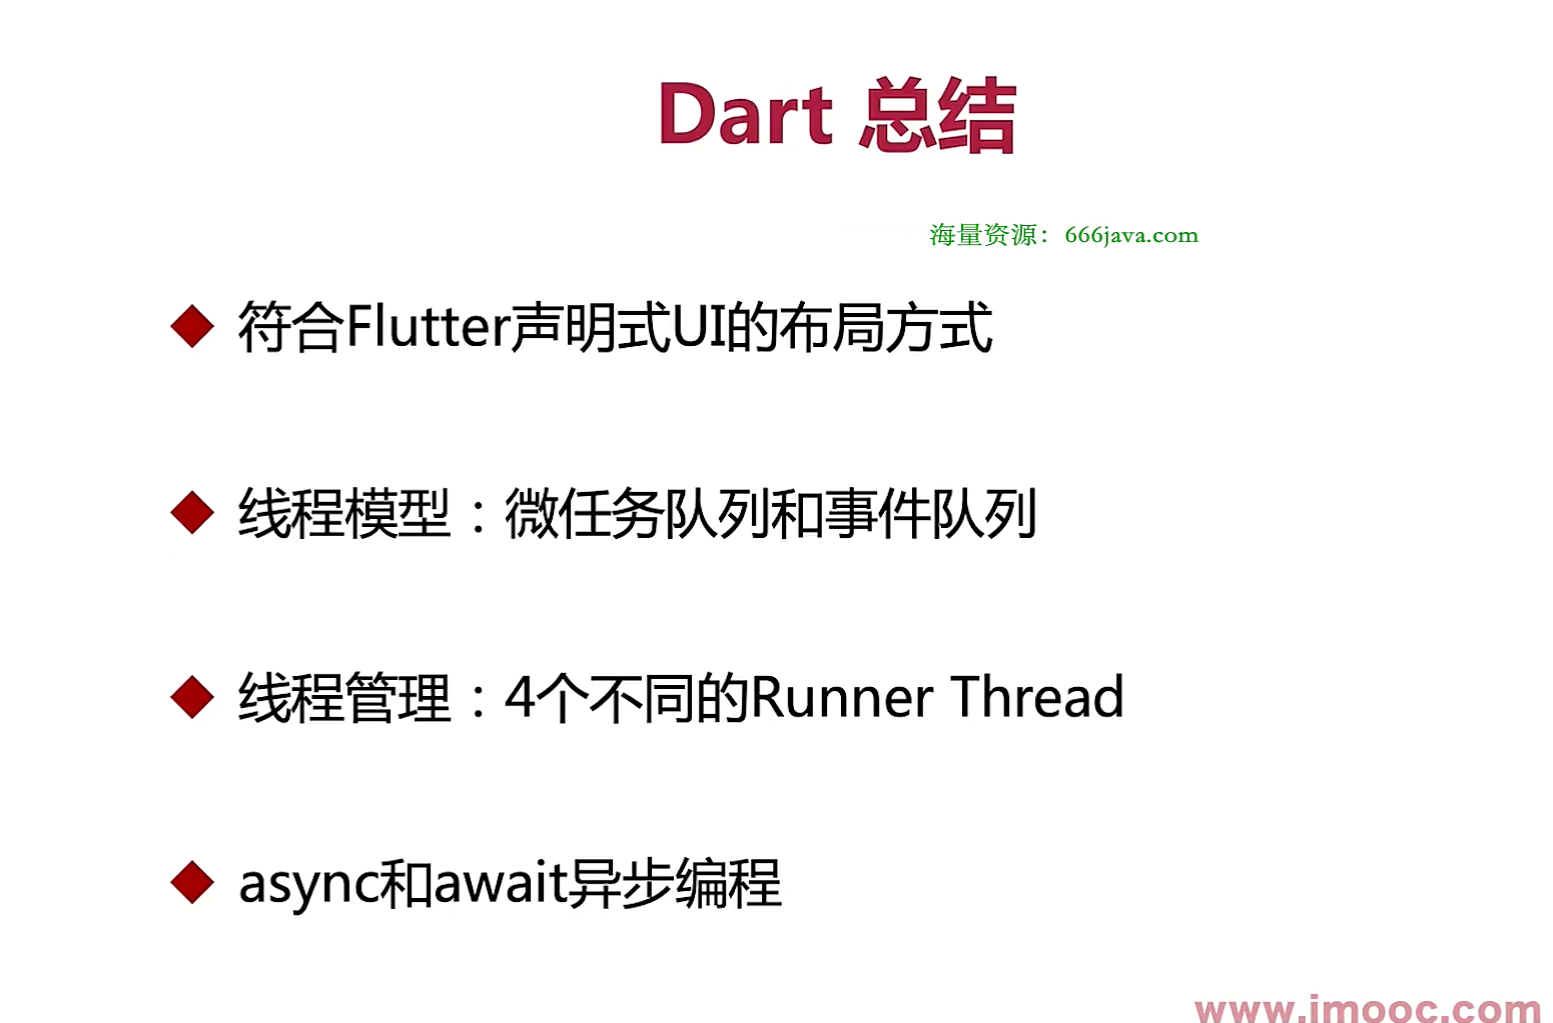 Dart 总结
海量资源：666java.com
符合Flutter声明式UI的布局方式
线程模型：微任务队列和事件队列
线程管理：4个不同的Runner Thread
async和await异步编程
www.imooc.com